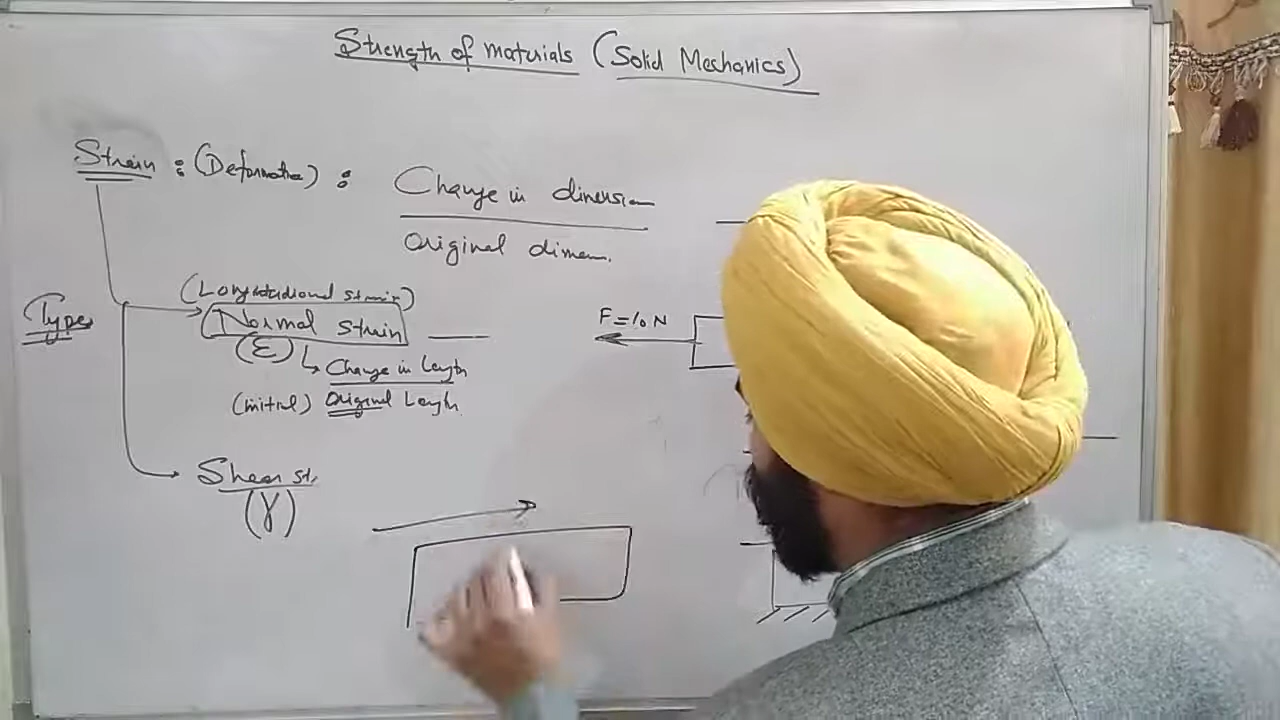 Strength of materials (Solid Mechanics)
Strain : (Deformation) : Change in dimension
Original dimen.
(Longitudional strain)
Types
Normal strain
(ε)
Change in Length
(initial) Original Length
F=10 N
Shear st.
(γ)